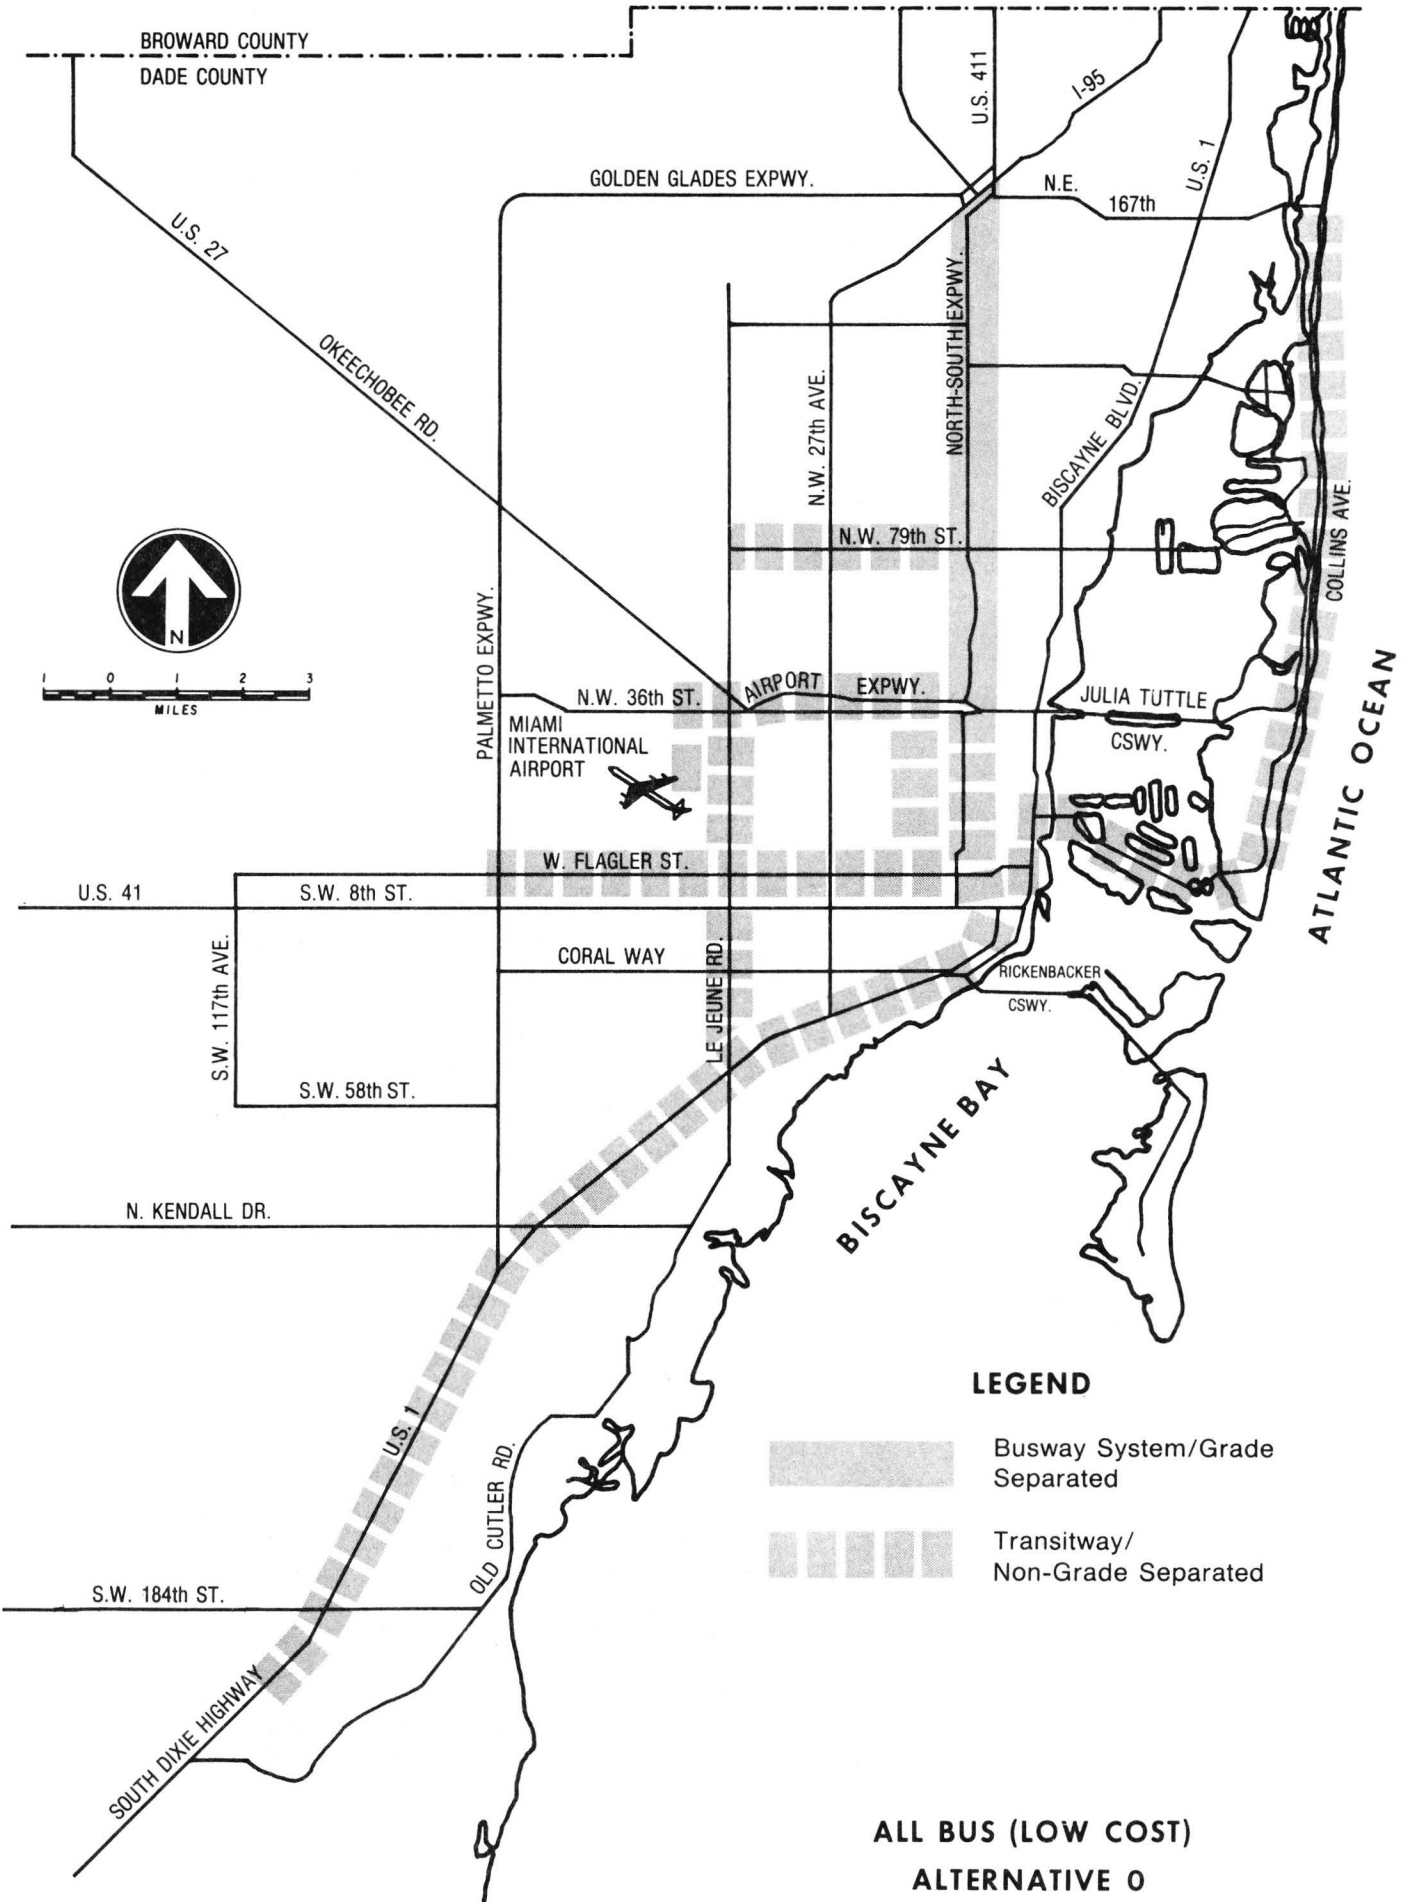 BROWARD COUNTY
DADE COUNTY
U.S. 411
I-95
U.S. 1
GOLDEN GLADES EXPWY.
N.E.
167th
U.S. 27
OKEECHOBEE RD.
NORTH-SOUTH EXPWY.
N.W. 27th AVE.
BISCAYNE BLVD.
N.W. 79th ST.
COLLINS AVE.
N
1 0 1 2 3
MILES
PALMETTO EXPWY.
N.W. 36th ST.
AIRPORT EXPWY.
JULIA TUTTLE
CSWY.
MIAMI
INTERNATIONAL
AIRPORT
ATLANTIC OCEAN
W. FLAGLER ST.
U.S. 41
S.W. 8th ST.
S.W. 117th AVE.
CORAL WAY
LE JEUNE RD.
RICKENBACKER
CSWY.
S.W. 58th ST.
BISCAYNE BAY
N. KENDALL DR.
U.S. 1
OLD CUTLER RD.
S.W. 184th ST.
SOUTH DIXIE HIGHWAY
LEGEND
Busway System/Grade
Separated
Transitway/
Non-Grade Separated
ALL BUS (LOW COST)
ALTERNATIVE 0